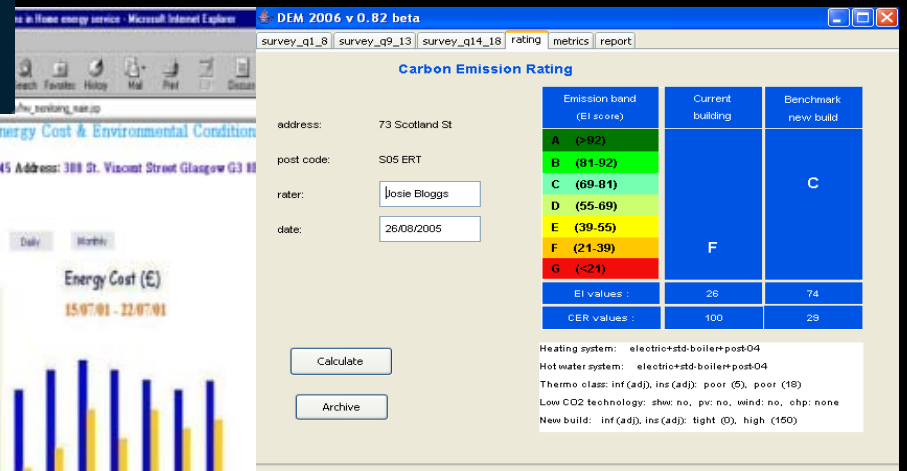 ns in Home energy service - Microsoft Internet Explorer
Favorites History Mail Print
nergy Cost & Environmental Condition
45 Address: 388 St. Vincent Street Glasgow G3
Daily Monthly
Energy Cost (£)
15/07/01 - 22/07/01
DEM 2006 v 0.82 beta
survey_q1_8 survey_q9_13 survey_q14_18 rating metrics report
Carbon Emission Rating
address: 73 Scotland St
post code: S05 ERT
rater: Josie Bloggs
date: 26/08/2005
Calculate
Archive
Emission band (EI score) Current building Benchmark new build
A (>92)
B (81-92)
C (69-81) C
D (55-69)
E (39-55)
F (21-39) F
G (<21)
EI values : 26 74
CER values : 100 29
Heating system: electric+std-boiler+post-04
Hot water system: electric+std-boiler+post-04
Thermo class: inf (adj), ins (adj): poor (5), poor (18)
Low CO2 technology: shw: no, pv: no, wind: no, chp: none
New build: inf (adj), ins (adj): tight (0), high (150)